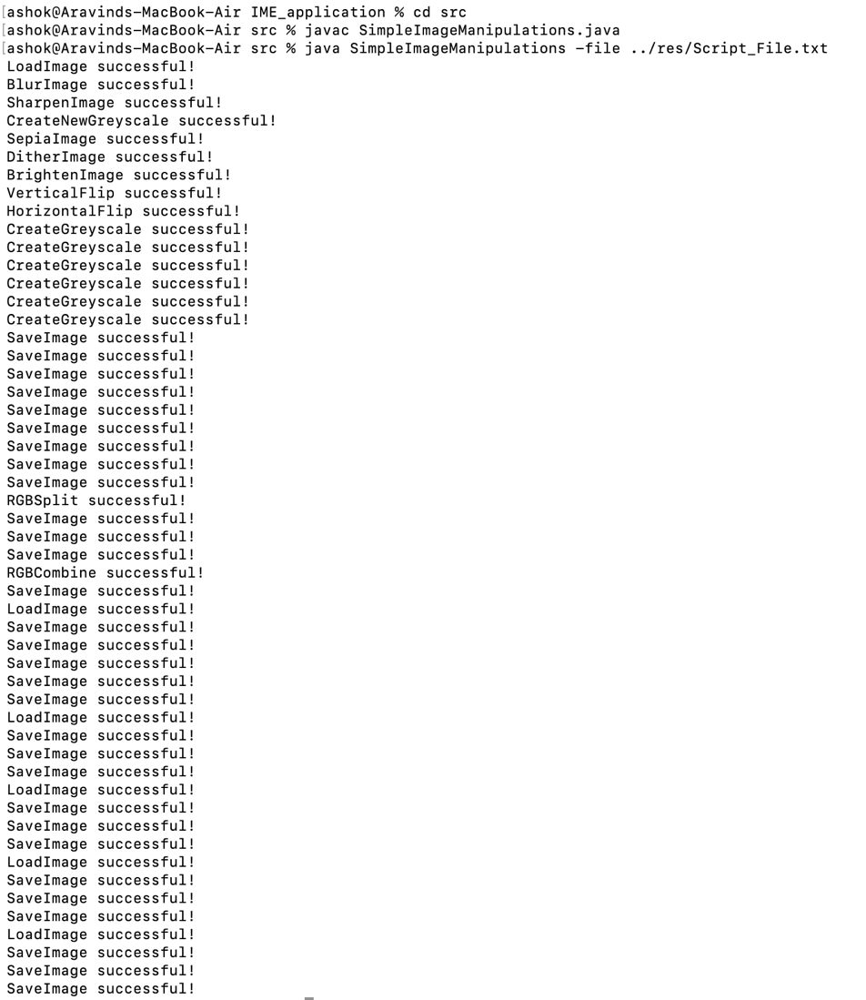 [ashok@Aravinds-MacBook-Air IME_application % cd src
[ashok@Aravinds-MacBook-Air src % javac SimpleImageManipulations.java
[ashok@Aravinds-MacBook-Air src % java SimpleImageManipulations -file ../res/Script_File.txt
LoadImage successful!
BlurImage successful!
SharpenImage successful!
CreateNewGreyscale successful!
SepiaImage successful!
DitherImage successful!
BrightenImage successful!
VerticalFlip successful!
HorizontalFlip successful!
CreateGreyscale successful!
CreateGreyscale successful!
CreateGreyscale successful!
CreateGreyscale successful!
CreateGreyscale successful!
CreateGreyscale successful!
SaveImage successful!
SaveImage successful!
SaveImage successful!
SaveImage successful!
SaveImage successful!
SaveImage successful!
SaveImage successful!
SaveImage successful!
SaveImage successful!
RGBSplit successful!
SaveImage successful!
SaveImage successful!
SaveImage successful!
RGBCombine successful!
SaveImage successful!
LoadImage successful!
SaveImage successful!
SaveImage successful!
SaveImage successful!
SaveImage successful!
SaveImage successful!
LoadImage successful!
SaveImage successful!
SaveImage successful!
SaveImage successful!
LoadImage successful!
SaveImage successful!
SaveImage successful!
SaveImage successful!
LoadImage successful!
SaveImage successful!
SaveImage successful!
SaveImage successful!
LoadImage successful!
SaveImage successful!
SaveImage successful!
SaveImage successful!